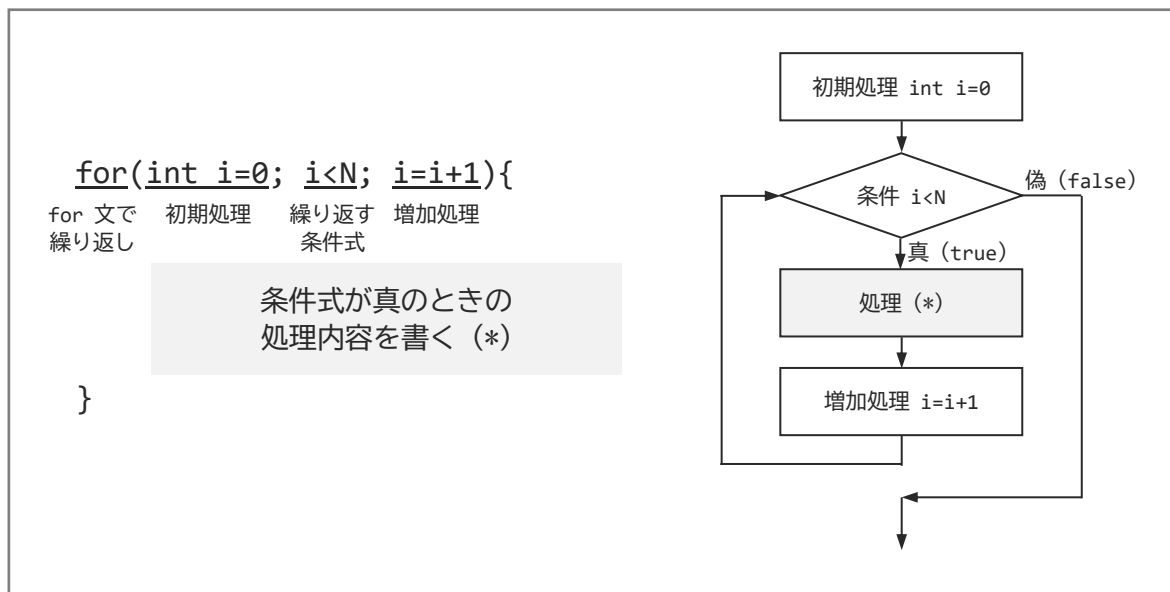 for(int i=0; i<N; i=i+1){
for 文で 初期処理 繰り返す 増加処理
繰り返し 条件式
条件式が真のときの
処理内容を書く（*）
}
初期処理 int i=0
条件 i<N
偽（false）
真（true）
処理（*）
増加処理 i=i+1